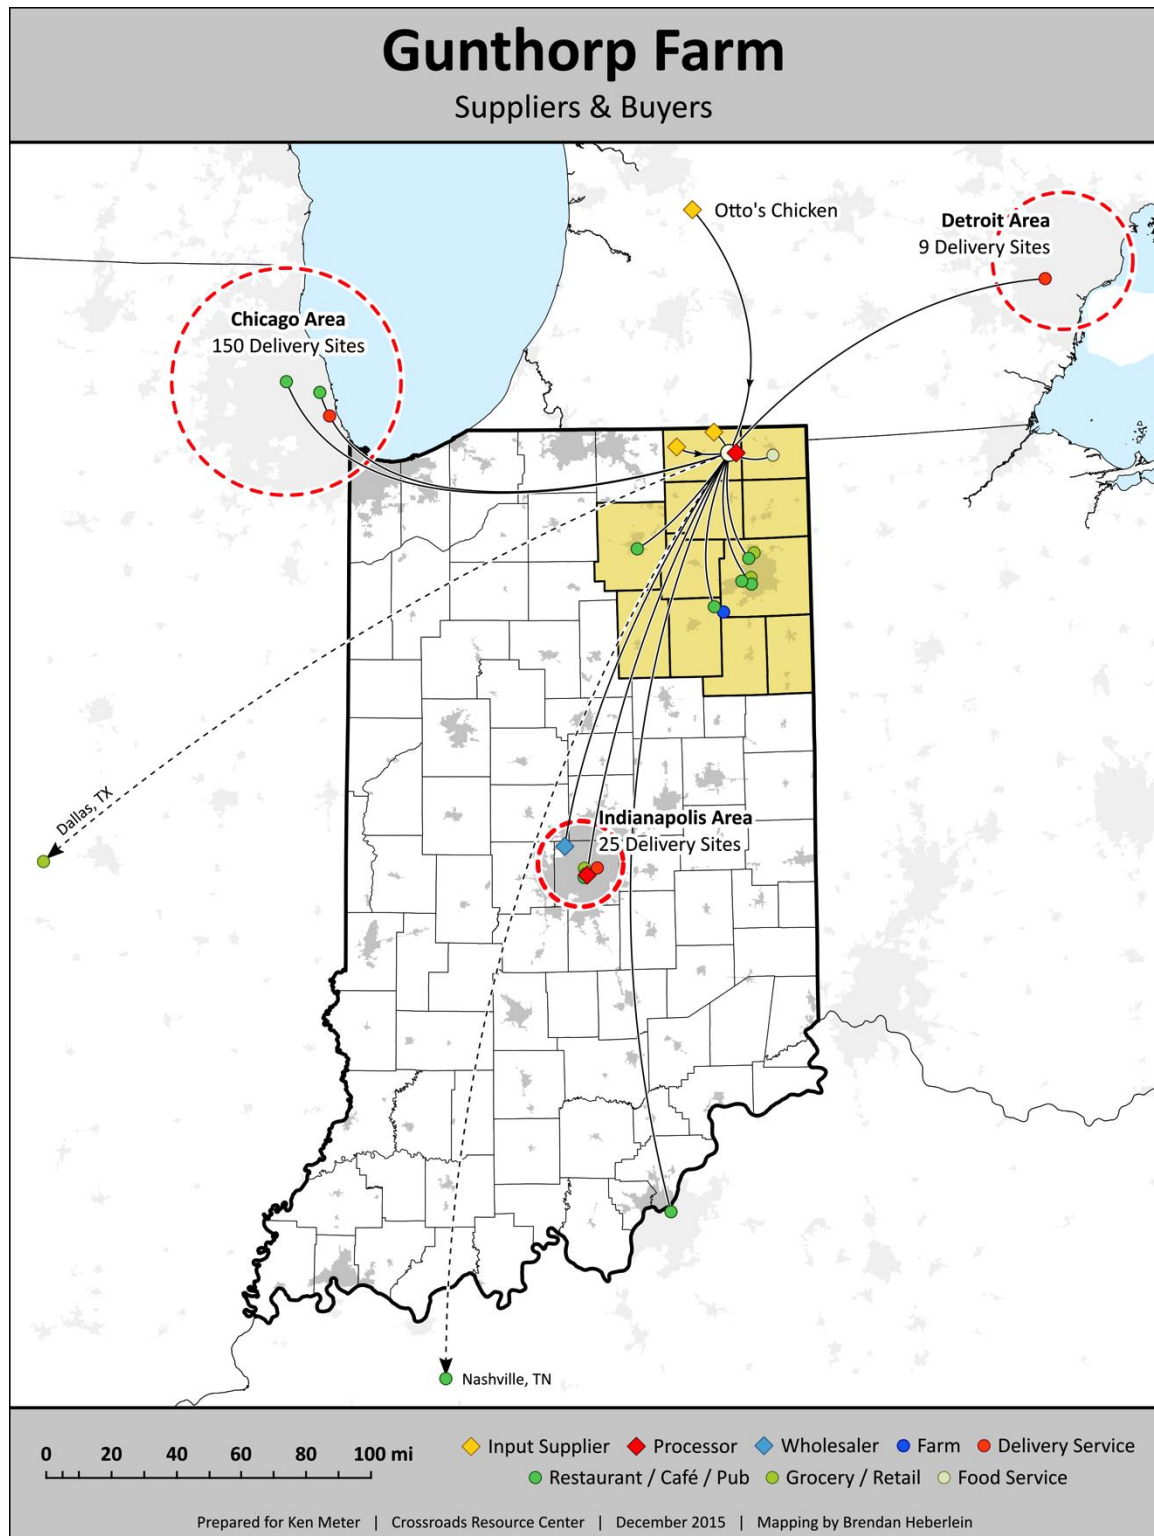 Gunthorp Farm
Suppliers & Buyers
Otto's Chicken
Detroit Area
9 Delivery Sites
Chicago Area
150 Delivery Sites
Dallas, TX
Indianapolis Area
25 Delivery Sites
Nashville, TN
0 20 40 60 80 100 mi
Input Supplier Processor Wholesaler Farm Delivery Service
Restaurant / Café / Pub Grocery / Retail Food Service
Prepared for Ken Meter | Crossroads Resource Center | December 2015 | Mapping by Brendan Heberlein